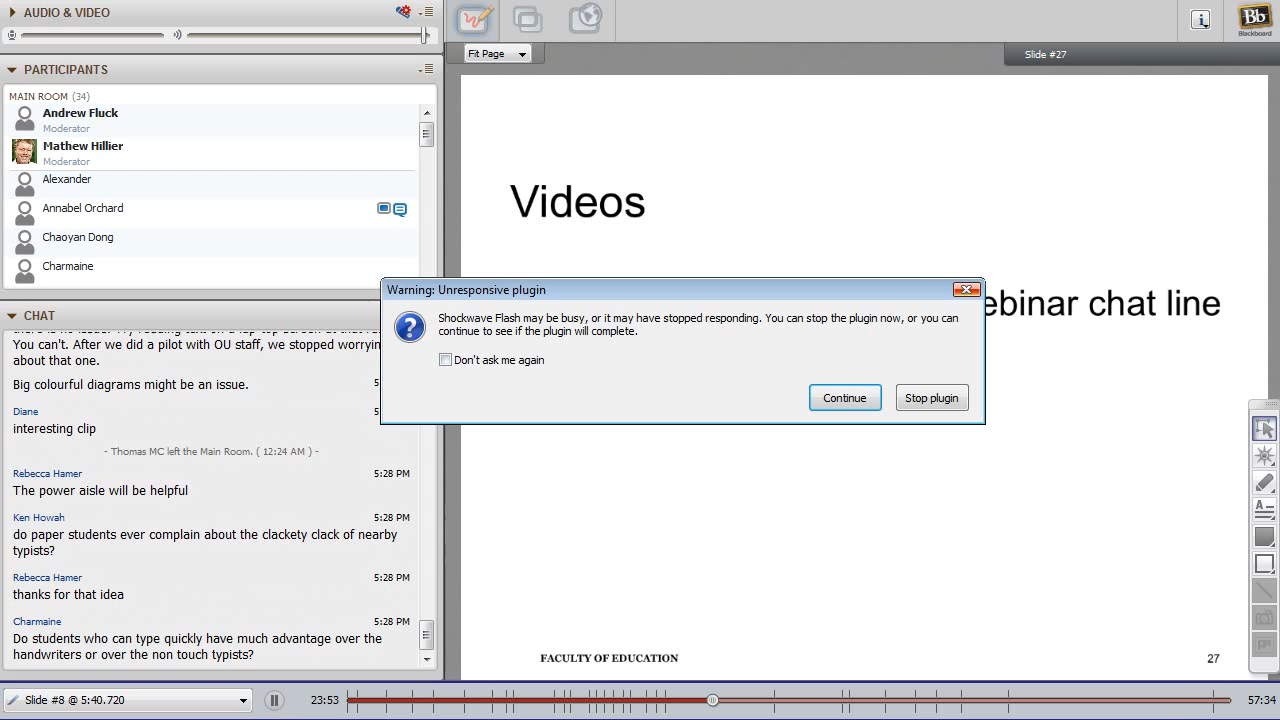 AUDIO & VIDEO
PARTICIPANTS
MAIN ROOM (34)
Andrew Fluck
Moderator
Mathew Hillier
Moderator
Alexander
Annabel Orchard
Chaoyan Dong
Charmaine
CHAT
You can't. After we did a pilot with OU staff, we stopped worryin
about that one.
Big colourful diagrams might be an issue.
5
Diane
5
interesting clip
- Thomas MC left the Main Room. ( 12:24 AM ) -
Rebecca Hamer
5:28 PM
The power aisle will be helpful
Ken Howah
5:28 PM
do paper students ever complain about the clackety clack of nearby
typists?
Rebecca Hamer
5:28 PM
thanks for that idea
Charmaine
5:28 PM
Do students who can type quickly have much advantage over the
handwriters or over the non touch typists?
Fit Page
Slide #27
Bb
Blackboard
Videos
ebinar chat line
Warning: Unresponsive plugin
Shockwave Flash may be busy, or it may have stopped responding. You can stop the plugin now, or you can
continue to see if the plugin will complete.
Don't ask me again
Continue
Stop plugin
FACULTY OF EDUCATION
27
Slide #8 @ 5:40.720
23:53
57:34